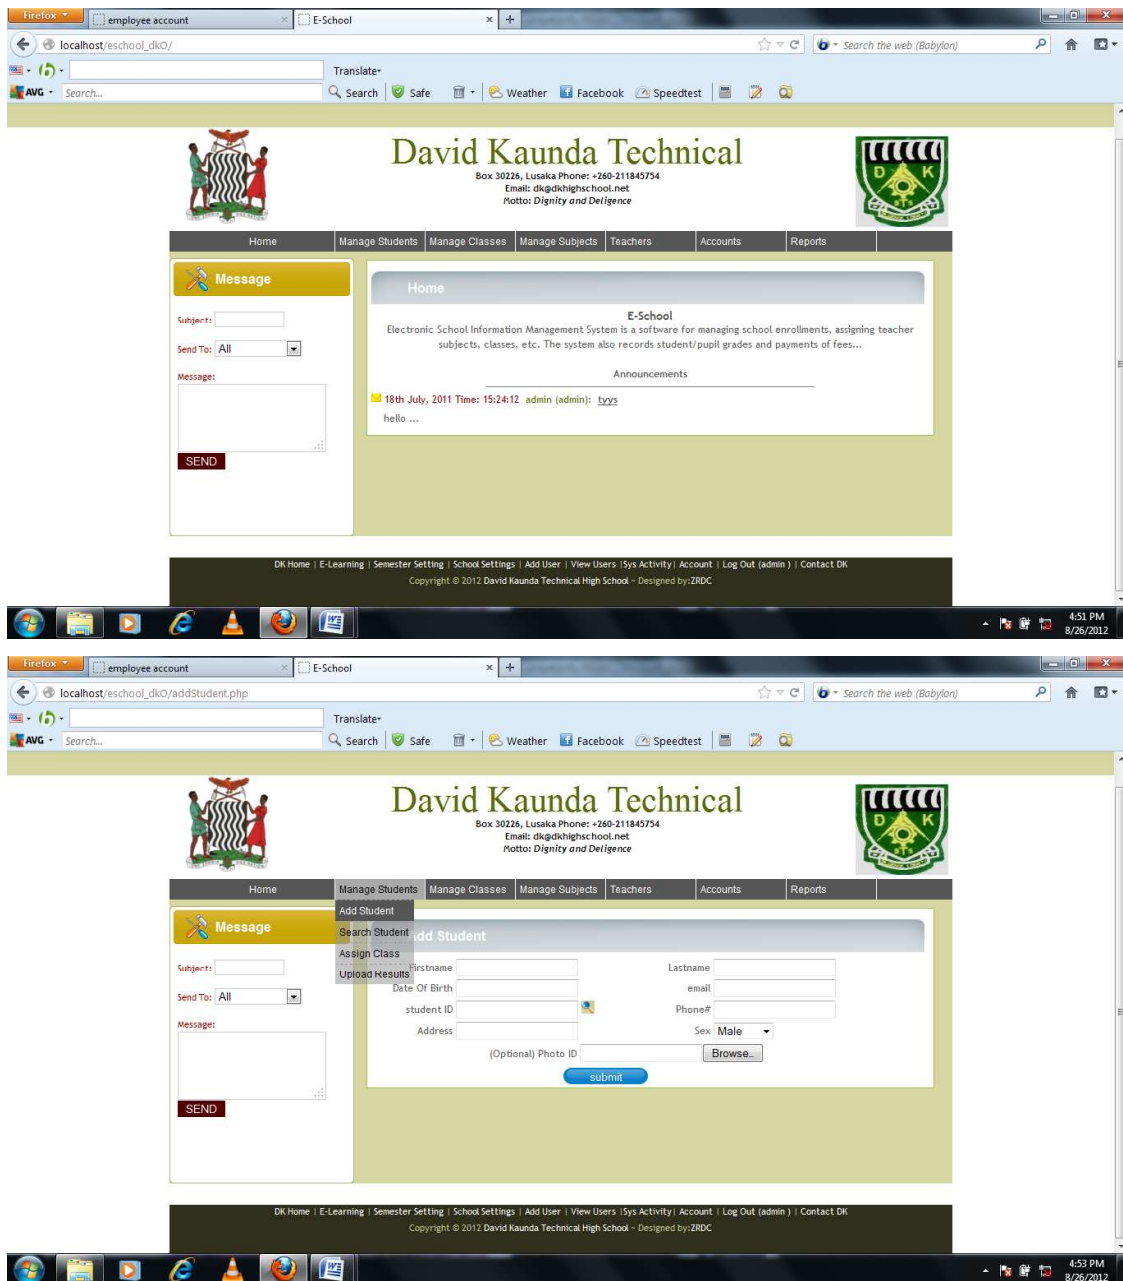 Firefox
employee account
E-School
localhost/eschool_dkO/
Search the web (Babylon)
Translate
AVG Search... Search Safe Weather Facebook Speedtest
David Kaunda Technical
Box 30226, Lusaka Phone: +260-211845754
Email: dk@dkhighschool.net
Motto: Dignity and Deligence
D K
STS
Home Manage Students Manage Classes Manage Subjects Teachers Accounts Reports
Message
Subject:
Send To: All
Message:
SEND
Home
E-School
Electronic School Information Management System is a software for managing school enrollments, assigning teacher
subjects, classes, etc. The system also records student/pupil grades and payments of fees...
Announcements
18th July, 2011 Time: 15:24:12 admin (admin): tyys
hello ...
DK Home | E-Learning | Semester Setting | School Settings | Add User | View Users |Sys Activity| Account | Log Out (admin ) | Contact DK
Copyright © 2012 David Kaunda Technical High School ~ Designed by:ZRDC
4:51 PM
8/26/2012
Firefox
employee account
E-School
localhost/eschool_dkO/addStudent.php
Search the web (Babylon)
Translate
AVG Search... Search Safe Weather Facebook Speedtest
David Kaunda Technical
Box 30226, Lusaka Phone: +260-211845754
Email: dk@dkhighschool.net
Motto: Dignity and Deligence
D K
STS
Home Manage Students Manage Classes Manage Subjects Teachers Accounts Reports
Add Student
Search Student
Assign Class
Upload Results
Message
Subject:
Send To: All
Message:
SEND
Add Student
Firstname Lastname
Date Of Birth email
student ID Phone#
Address Sex Male
(Optional) Photo ID Browse...
submit
DK Home | E-Learning | Semester Setting | School Settings | Add User | View Users |Sys Activity| Account | Log Out (admin ) | Contact DK
Copyright © 2012 David Kaunda Technical High School ~ Designed by:ZRDC
4:53 PM
8/26/2012